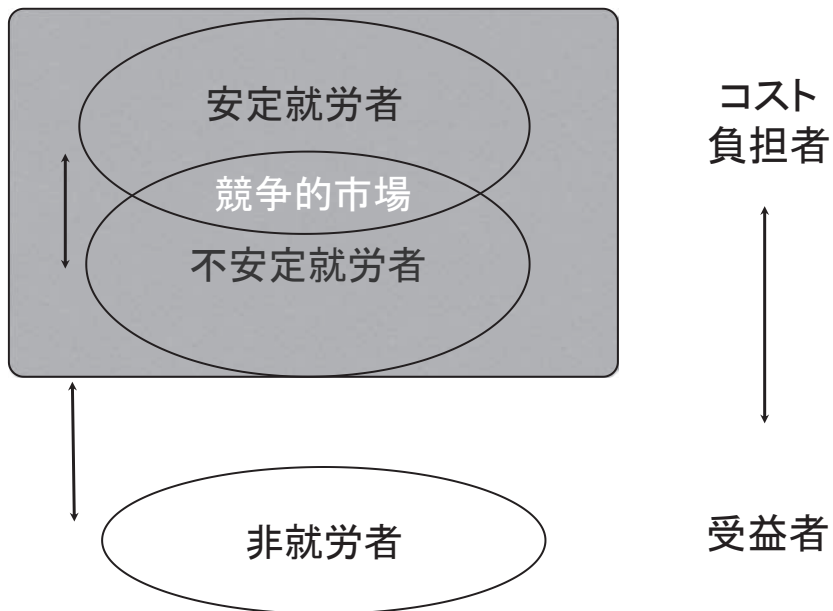 安定就労者
競争的市場
不安定就労者
非就労者
コスト
負担者
受益者